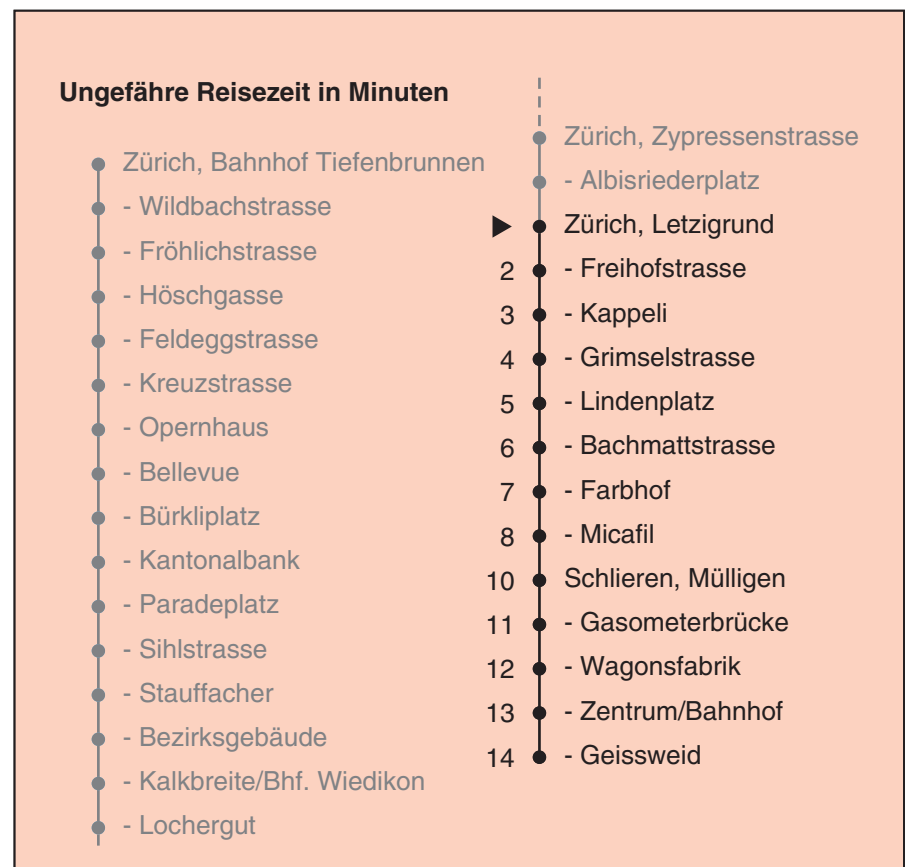 Ungefähre Reisezeit in Minuten
Zürich, Bahnhof Tiefenbrunnen
- Wildbachstrasse
- Fröhlichstrasse
- Höschgasse
- Feldeggstrasse
- Kreuzstrasse
- Opernhaus
- Bellevue
- Bürkliplatz
- Kantonalbank
- Paradeplatz
- Sihlstrasse
- Stauffacher
- Bezirksgebäude
- Kalkbreite/Bhf. Wiedikon
- Lochergut
Zürich, Zypressenstrasse
- Albisriederplatz
Zürich, Letzigrund
2 - Freihofstrasse
3 - Kappeli
4 - Grimselstrasse
5 - Lindenplatz
6 - Bachmattstrasse
7 - Farbhof
8 - Micafil
10 Schlieren, Mülligen
11 - Gasometerbrücke
12 - Wagonsfabrik
13 - Zentrum/Bahnhof
14 - Geissweid